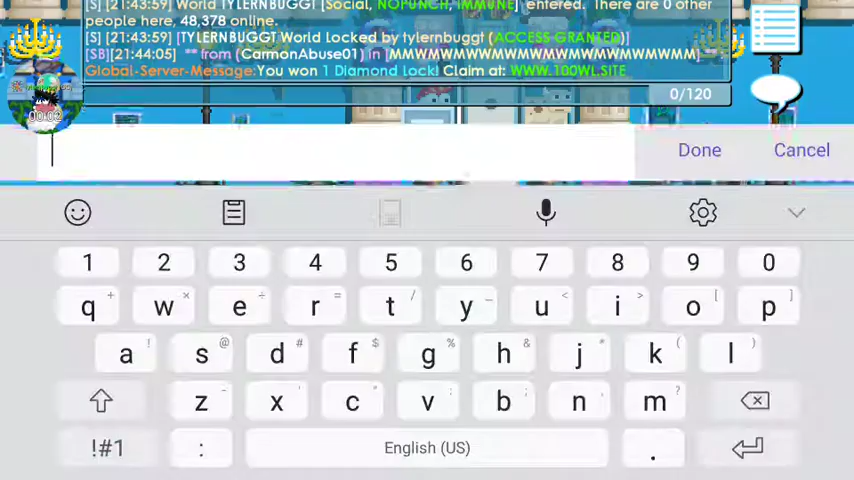 [S] [21:43:59] World TYLERNBUGGT [Social, NOPUNCH, IMMUNE] entered. There are 0 other
people here, 48,378 online.
[S] [21:43:59] [TYLERNBUGGT World Locked by tylernbuggt (ACCESS GRANTED)]
[SB][21:44:05] ** from (CarmonAbuse01) in [MMWMWMWMWMWMWMWMWMWMWMM] **
Global-Server-Message:You won 1 Diamond Lock! Claim at: WWW.100WL.SITE
0/120
00:02
Done Cancel
1 2 3 4 5 6 7 8 9 0
q + w × e ÷ r = t / y _ u < i > o [ p ]
a ! s @ d # f $ g % h & j * k ( l )
z - x ' c " v : b ; n , m ?
!#1 : English (US) .